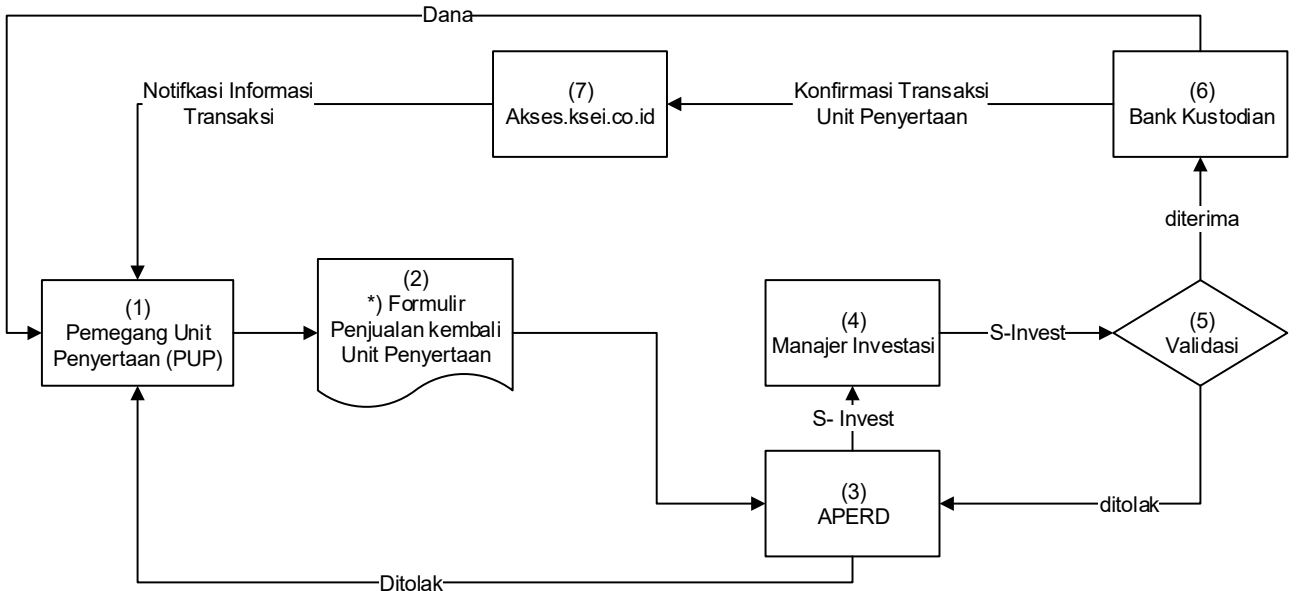 Dana
(7)
Akses.ksei.co.id
(6)
Bank Kustodian
Notifkasi Informasi
Transaksi
Konfirmasi Transaksi
Unit Penyertaan
diterima
(1)
Pemegang Unit
Penyertaan (PUP)
(2)
*) Formulir
Penjualan kembali
Unit Penyertaan
(4)
Manajer Investasi
S-Invest
(5)
Validasi
S- Invest
(3)
APERD
ditolak
Ditolak